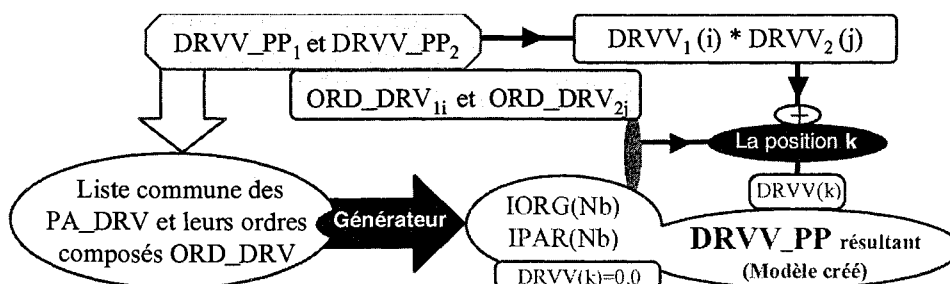 DRVV_PP1 et DRVV_PP2
DRVV1 (i) * DRVV2 (j)
ORD_DRV1i et ORD_DRV2j
+
La position k
DRVV(k)
Liste commune des
PA_DRV et leurs ordres
composés ORD_DRV
Générateur
IORG(Nb)
IPAR(Nb)
DRVV(k)=0,0
DRVV_PP résultant
(Modèle créé)